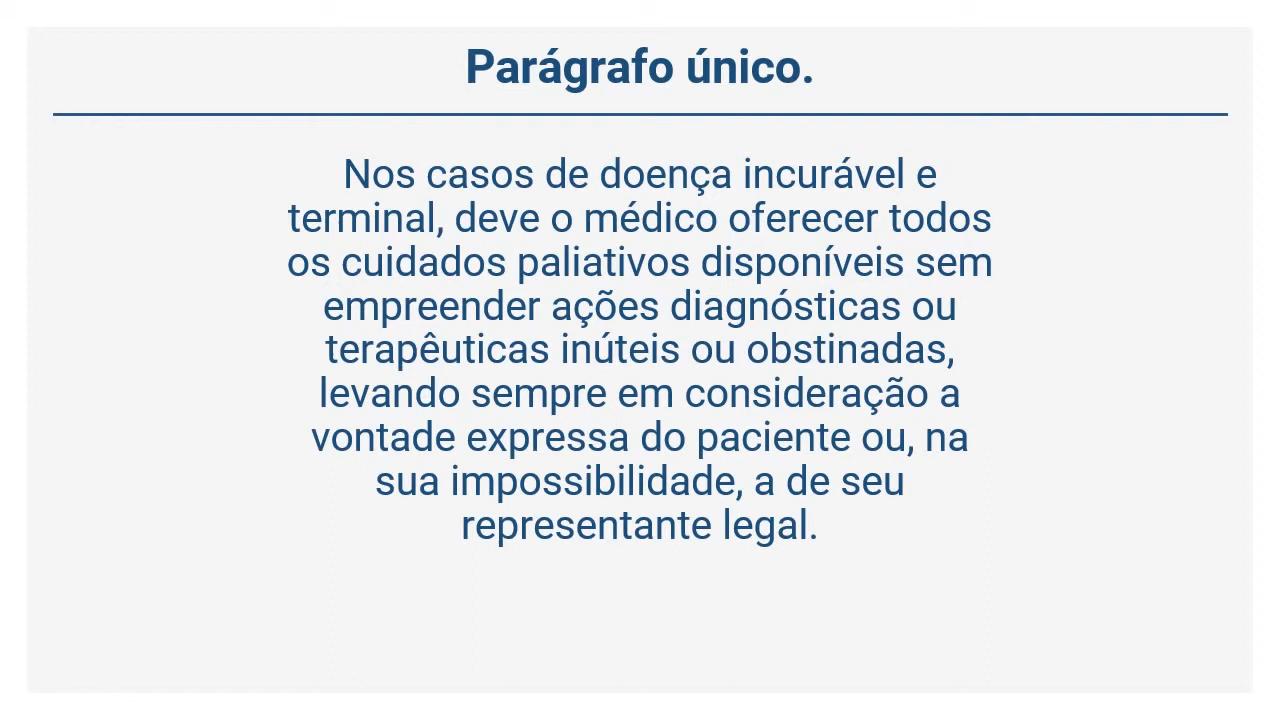 Parágrafo único.
Nos casos de doença incurável e
terminal, deve o médico oferecer todos
os cuidados paliativos disponíveis sem
empreender ações diagnósticas ou
terapêuticas inúteis ou obstinadas,
levando sempre em consideração a
vontade expressa do paciente ou, na
sua impossibilidade, a de seu
representante legal.